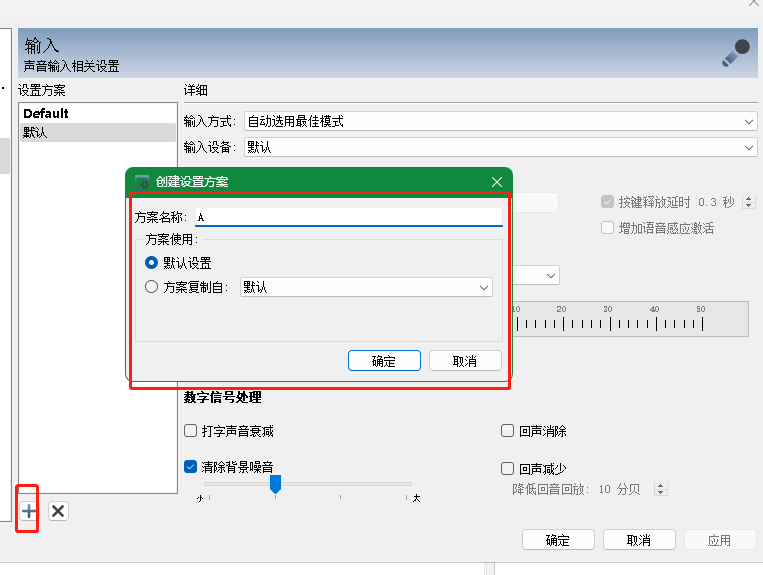 输入
声音输入相关设置
设置方案
详细
Default
默认
输入方式: 自动选用最佳模式
输入设备: 默认
创建设置方案
方案名称: A
方案使用:
默认设置
方案复制自: 默认
确定 取消
按键释放延时 0.3 秒
增加语音感应激活
10 20 30 40 50
数字信号处理
打字声音衰减
回声消除
清除背景噪音
回声减少
小 大
降低回音回放: 10 分贝
确定 取消 应用